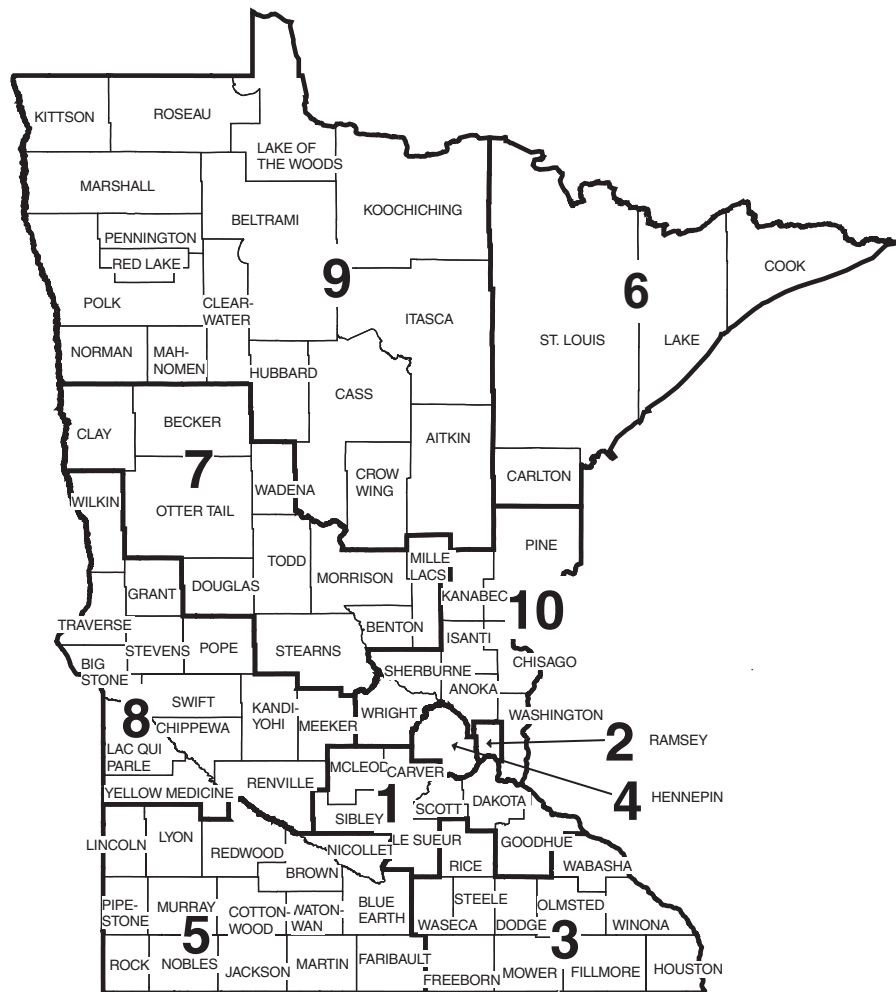 KITTSON
ROSEAU
LAKE OF
THE WOODS
MARSHALL
KOOCHICHING
BELTRAMI
PENNINGTON
RED LAKE
9
6
COOK
POLK
CLEAR-
WATER
ITASCA
ST. LOUIS
LAKE
NORMAN
MAH-
NOMEN
HUBBARD
CASS
CLAY
BECKER
AITKIN
7
CARLTON
WILKIN
OTTER TAIL
WADENA
CROW
WING
PINE
TODD
MILLE
LACS
GRANT
DOUGLAS
MORRISON
KANABEC
10
TRAVERSE
BENTON
ISANTI
STEVENS
POPE
STEARNS
BIG
STONE
SHERBURNE
CHISAGO
ANOKA
SWIFT
KANDI-
YOHI
WRIGHT
WASHINGTON
8
CHIPPEWA
MEEKER
2
RAMSEY
LAC QUI
PARLE
MCLEOD
CARVER
RENVILLE
YELLOW MEDICINE
1
4
HENNEPIN
SIBLEY
SCOTT
DAKOTA
LINCOLN
LYON
REDWOOD
NICOLLET
LE SUEUR
GOODHUE
BROWN
RICE
WABASHA
PIPE-
STONE
MURRAY
COTTON-
WOOD
WATON-
WAN
BLUE
EARTH
STEELE
OLMSTED
WASECA
DODGE
WINONA
5
3
ROCK
NOBLES
JACKSON
MARTIN
FARIBAULT
FREEBORN
MOWER
FILLMORE
HOUSTON